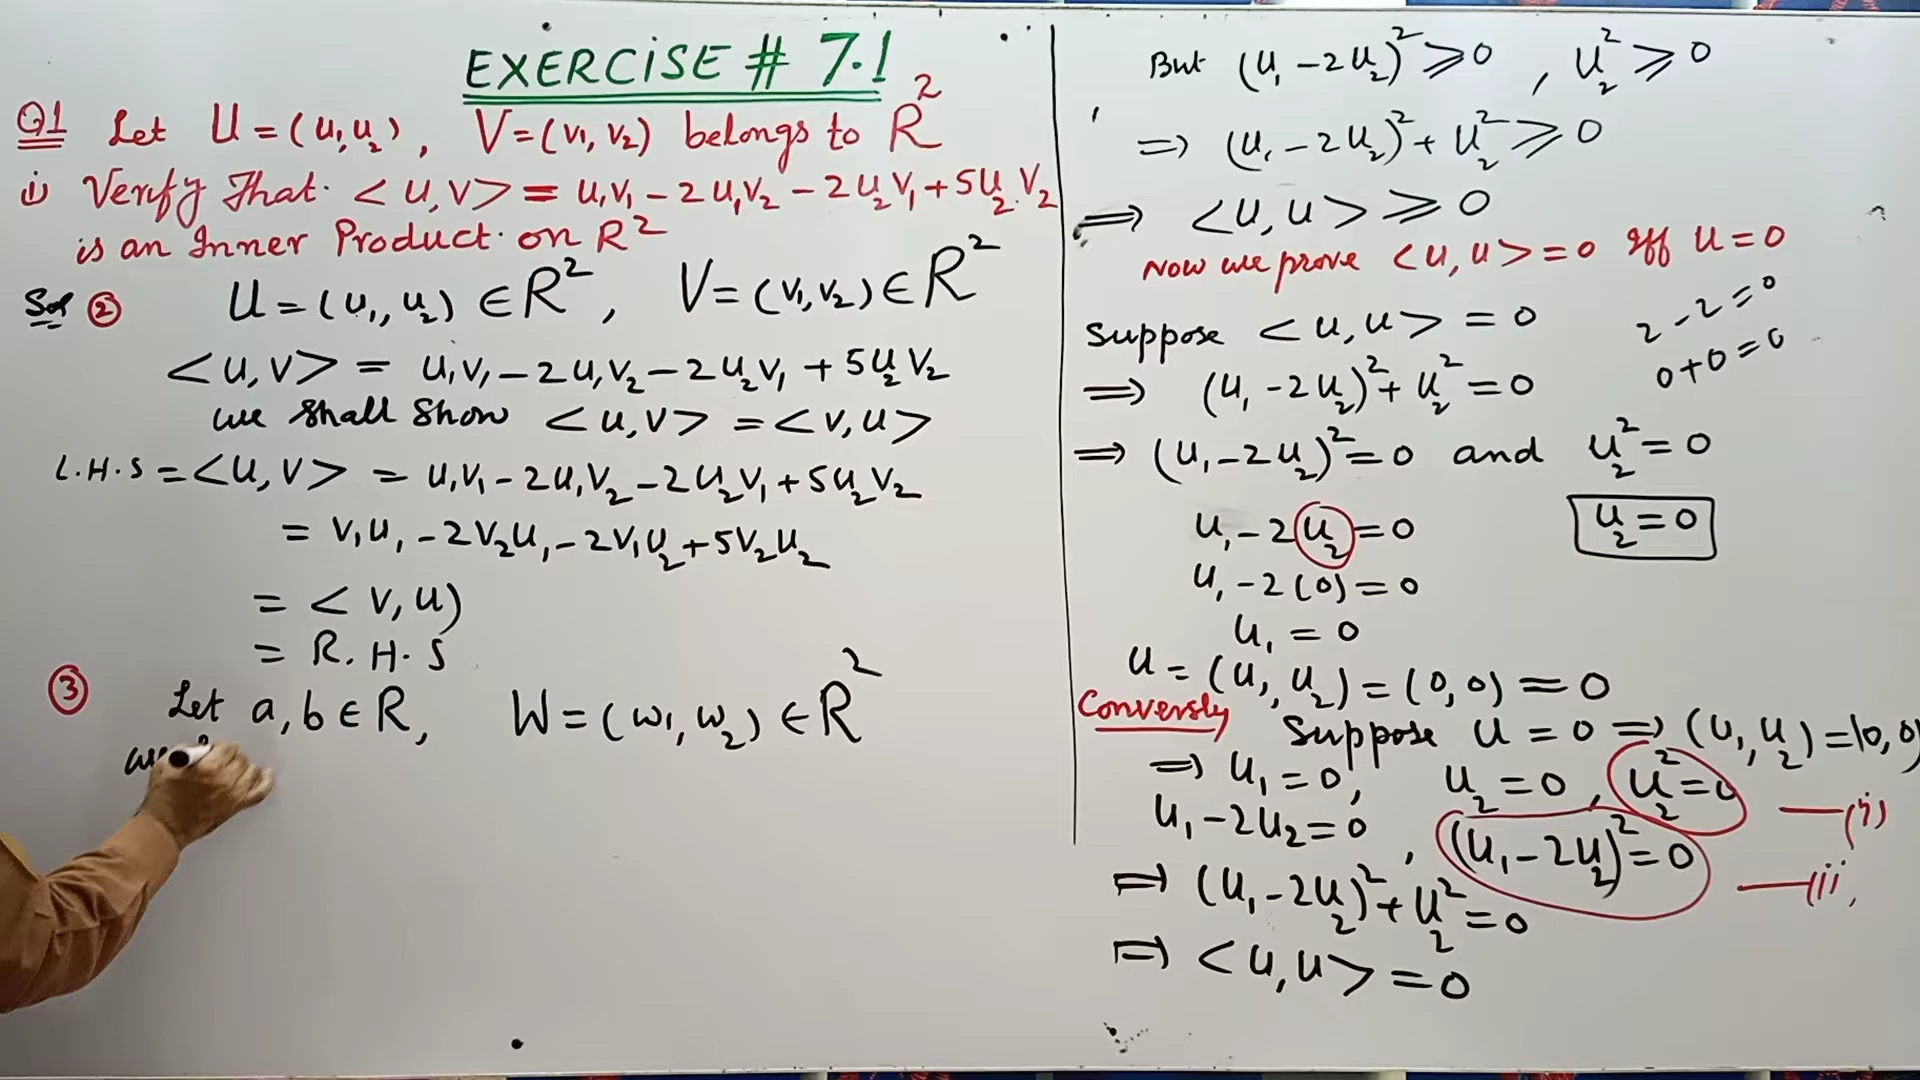 EXERCISE # 7.1
Q1 Let U = (u₁,u₂), V = (v₁, v₂) belongs to R²
i) Verify That <u,v> = u₁v₁ - 2u₁v₂ - 2u₂v₁ + 5u₂v₂
is an Inner Product on R²
Sol ② U = (u₁, u₂) ∈ R², V = (v₁,v₂) ∈ R²
<u,v> = u₁v₁ - 2u₁v₂ - 2u₂v₁ + 5u₂v₂
we shall show <u,v> = <v,u>
L.H.S = <u,v> = u₁v₁ - 2u₁v₂ - 2u₂v₁ + 5u₂v₂
= v₁u₁ - 2v₂u₁ - 2v₁u₂ + 5v₂u₂
= < v,u)
= R.H.S
③ Let a,b ∈ R, W = (w₁,w₂) ∈ R²
But (u₁ - 2u₂)² ⩾ 0, u₂² ⩾ 0
=> (u₁ - 2u₂)² + u₂² ⩾ 0
=> <u,u> ⩾ 0
Now we prove <u,u> = 0 iff u = 0
Suppose <u,u> = 0
2 - 2 = 0
0 + 0 = 0
=> (u₁ - 2u₂)² + u₂² = 0
=> (u₁ - 2u₂)² = 0 and u₂² = 0
u₁ - 2u₂ = 0 u₂ = 0
u₁ - 2(0) = 0
u₁ = 0
u = (u₁, u₂) = (0,0) = 0
Conversly Suppose u = 0 => (u₁,u₂) = (0,0)
=> u₁ = 0, u₂ = 0, u₂² = 0 —(i)
u₁ - 2u₂ = 0, (u₁ - 2u₂)² = 0 —(ii,
=> (u₁ - 2u₂)² + u₂² = 0
=> <u,u> = 0